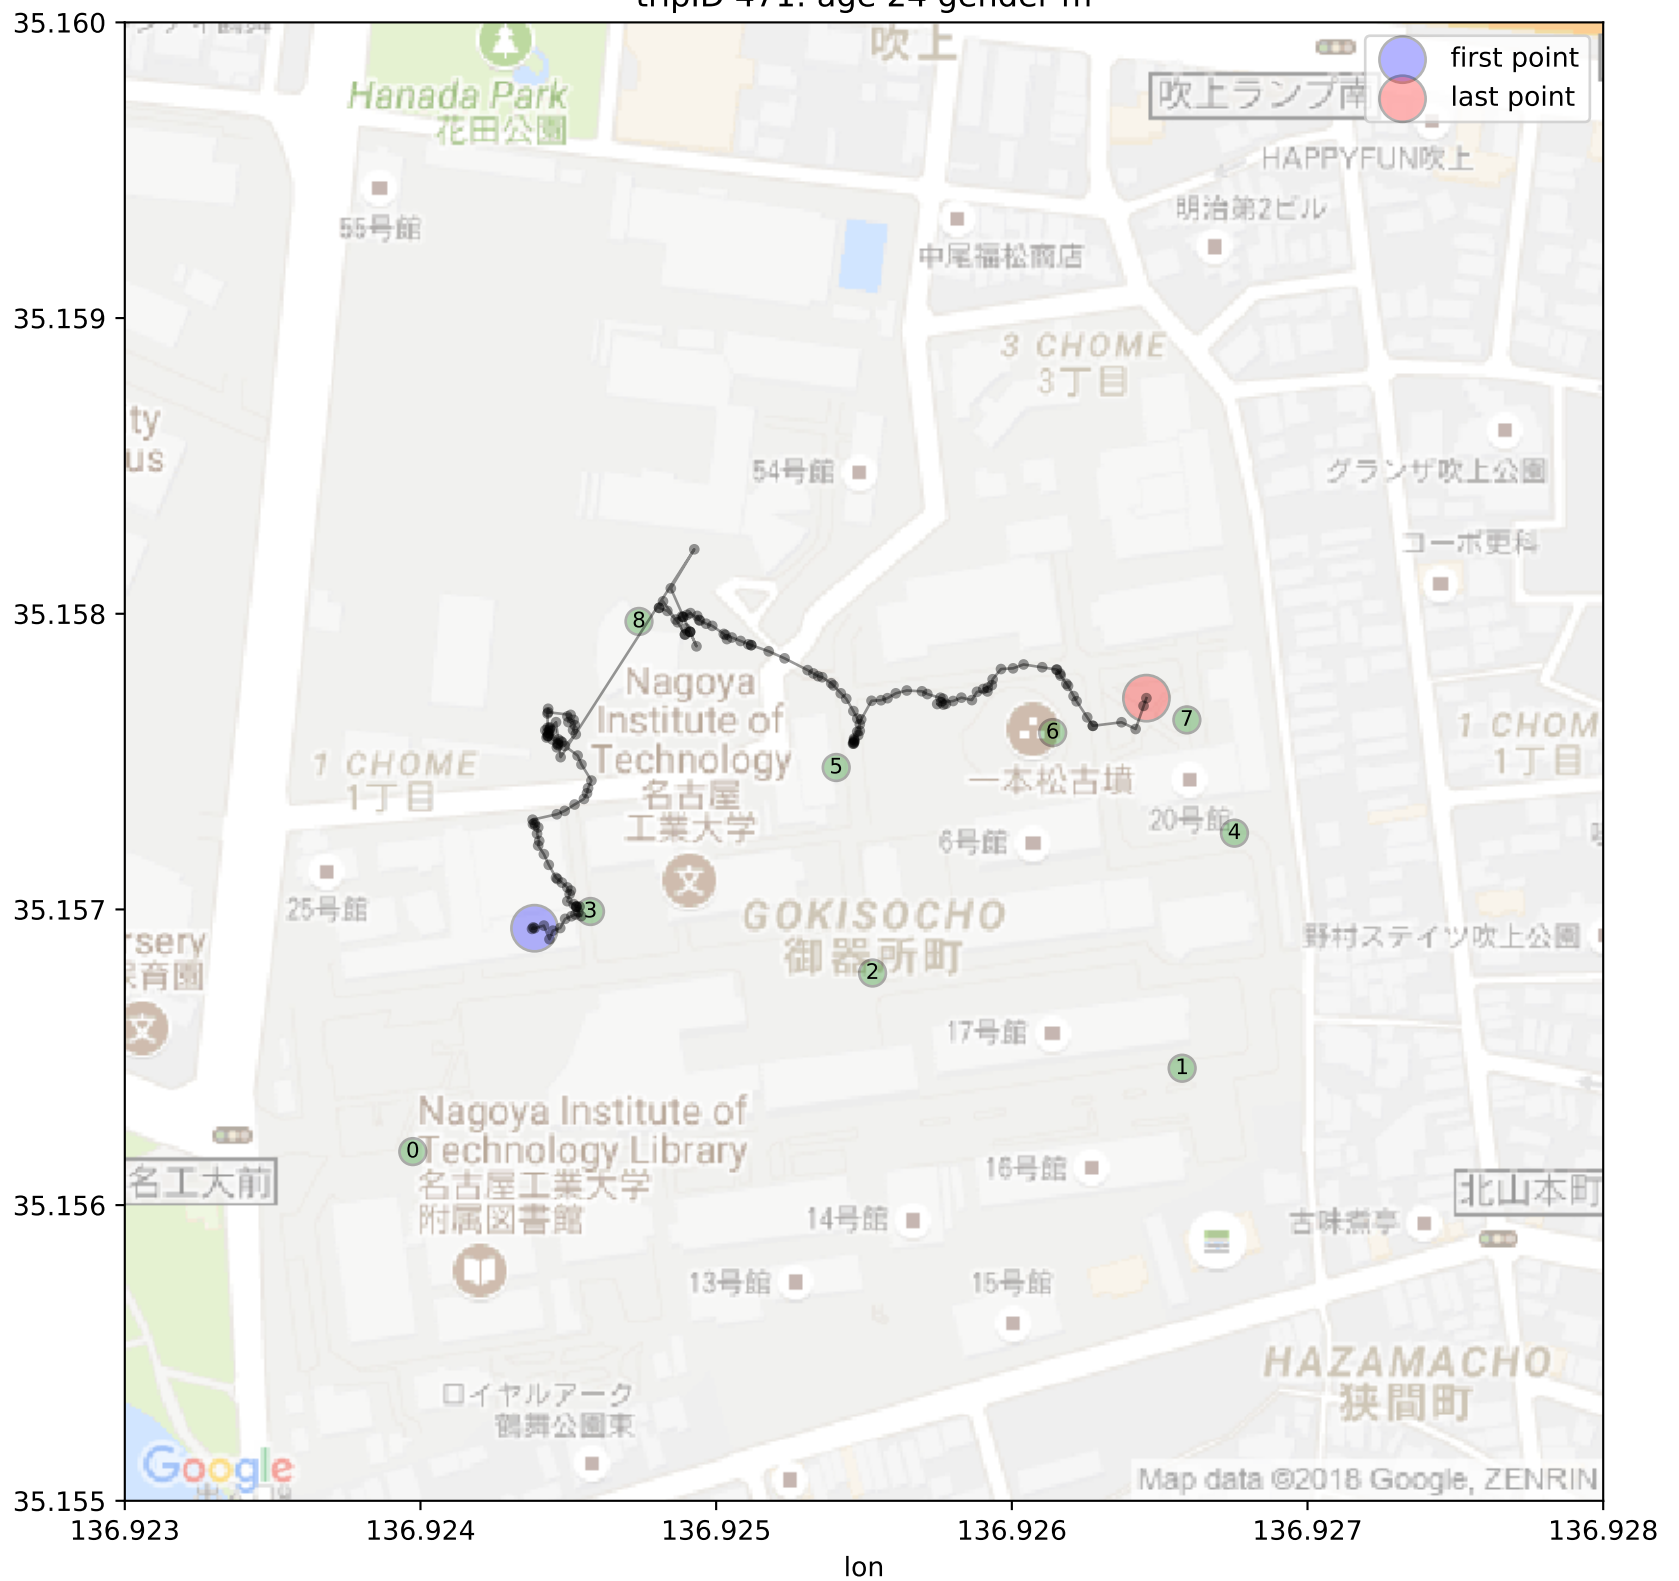 35.160
35.159
35.158
35.157
35.156
35.155
136.923
136.924
136.925
136.926
136.927
136.928
lon
first point
last point
吹上
Hanada Park
花田公園
吹上ランプ南
HAPPYFUN吹上
55号館
明治第2ビル
中尾福松商店
3 CHOME
3丁目
ty
us
54号館
グランザ吹上公園
コーポ更科
8
Nagoya
Institute of
Technology
名古屋
工業大学
7
6
5
1 CHOME
1丁目
一本松古墳
1 CHOM
1丁目
20号館
4
6号館
25号館
3
GOKISOCHO
御器所町
rsery
保育園
野村ステイツ吹上公園
2
17号館
1
Nagoya Institute of
Technology Library
名古屋工業大学
附属図書館
0
名工大前
16号館
北山本町
古味煮亭
14号館
13号館
15号館
HAZAMACHO
狭間町
ロイヤルアーク
鶴舞公園東
Google
Map data ©2018 Google, ZENRIN